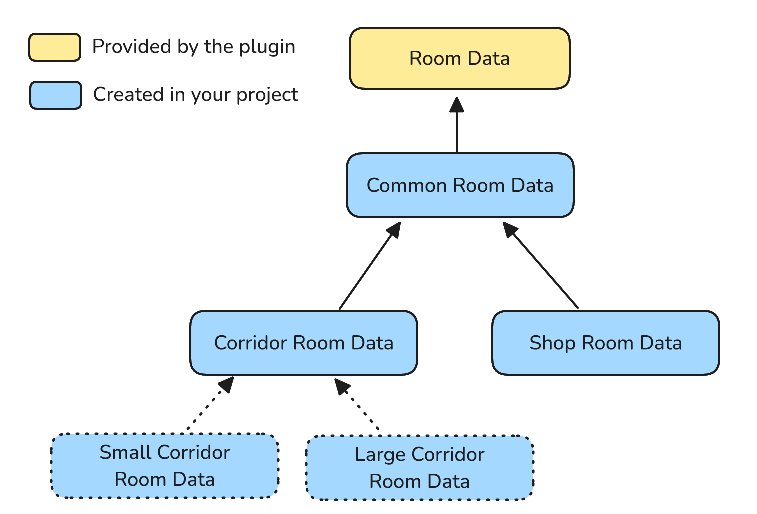 Provided by the plugin
Created in your project
Room Data
Common Room Data
Corridor Room Data
Shop Room Data
Small Corridor
Room Data
Large Corridor
Room Data